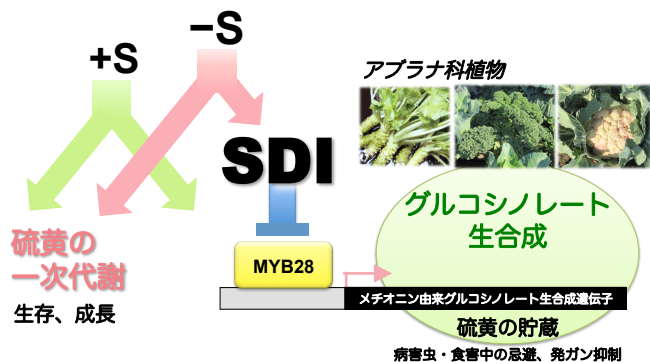 −S
+S
アブラナ科植物
SDI
グルコシノレート
生合成
硫黄の
一次代謝
生存、成長
MYB28
メチオニン由来グルコシノレート生合成遺伝子
硫黄の貯蔵
病害虫・食害中の忌避、発ガン抑制